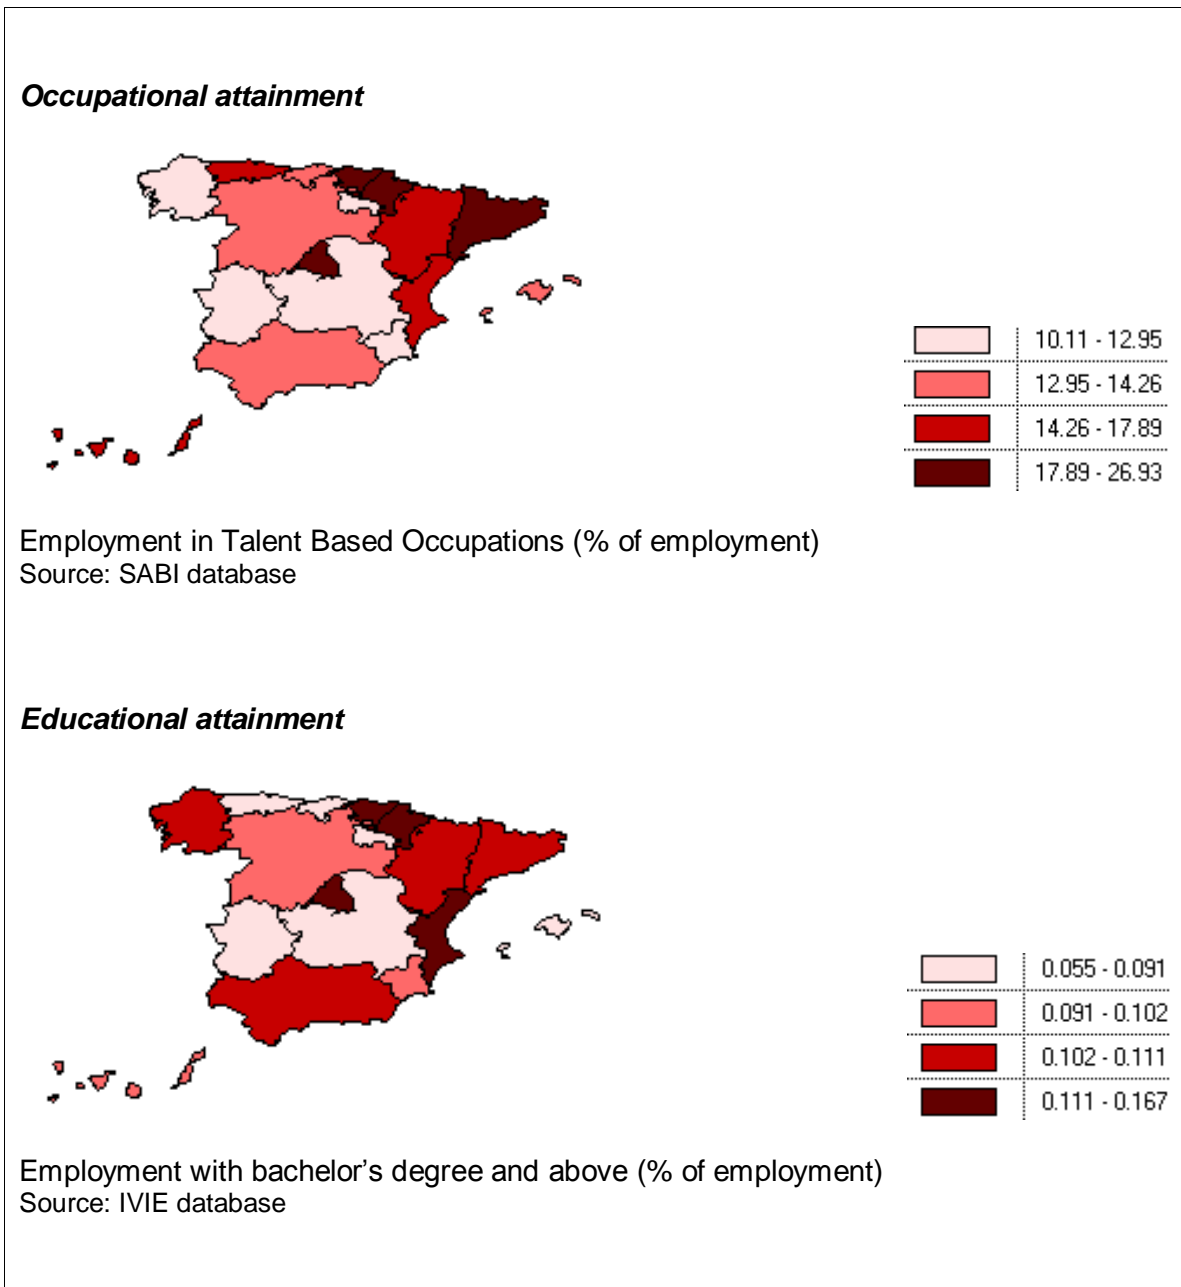 Occupational attainment
10.11 - 12.95
12.95 - 14.26
14.26 - 17.89
17.89 - 26.93
Employment in Talent Based Occupations (% of employment)
Source: SABI database
Educational attainment
0.055 - 0.091
0.091 - 0.102
0.102 - 0.111
0.111 - 0.167
Employment with bachelor’s degree and above (% of employment)
Source: IVIE database